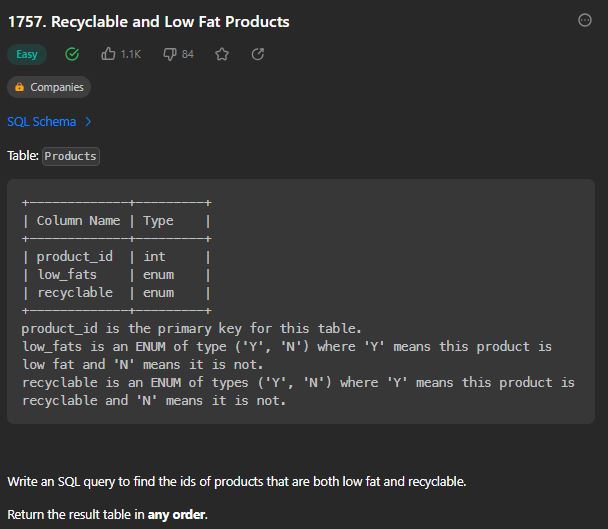 1757. Recyclable and Low Fat Products
Easy 1.1K 84
Companies
SQL Schema >
Table: Products
+-------------+---------+
| Column Name | Type    |
+-------------+---------+
| product_id  | int     |
| low_fats    | enum    |
| recyclable  | enum    |
+-------------+---------+
product_id is the primary key for this table.
low_fats is an ENUM of type ('Y', 'N') where 'Y' means this product is
low fat and 'N' means it is not.
recyclable is an ENUM of types ('Y', 'N') where 'Y' means this product is
recyclable and 'N' means it is not.
Write an SQL query to find the ids of products that are both low fat and recyclable.
Return the result table in any order.